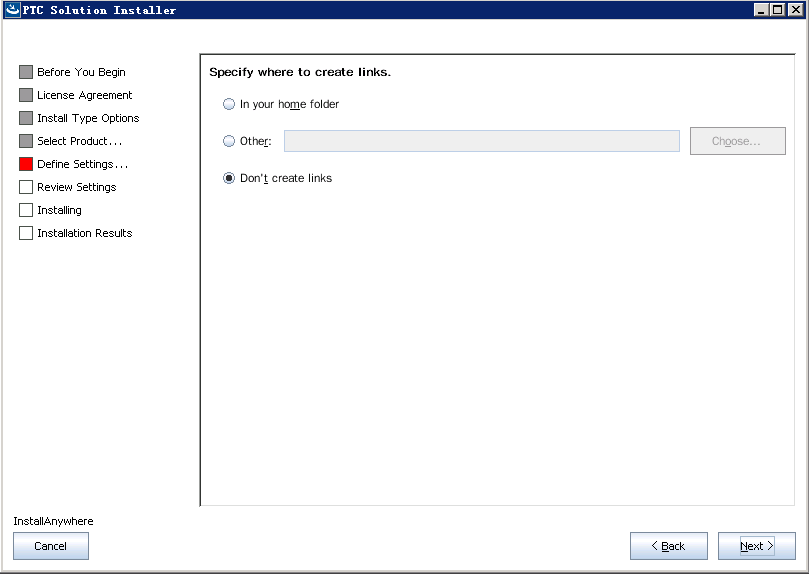 PTC Solution Installer
Before You Begin
License Agreement
Install Type Options
Select Product...
Define Settings...
Review Settings
Installing
Installation Results
Specify where to create links.
In your home folder
Other:
Choose...
Don't create links
InstallAnywhere
Cancel
< Back
Next >